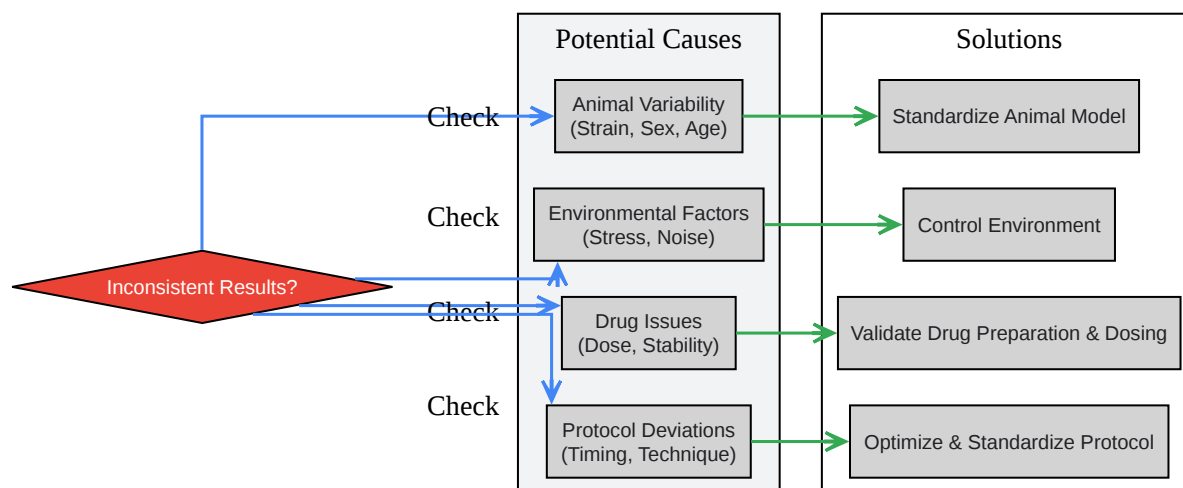 Potential Causes
Solutions
Check
Animal Variability
(Strain, Sex, Age)
Standardize Animal Model
Check
Environmental Factors
(Stress, Noise)
Control Environment
Inconsistent Results?
Check
Drug Issues
(Dose, Stability)
Validate Drug Preparation & Dosing
Check
Protocol Deviations
(Timing, Technique)
Optimize & Standardize Protocol